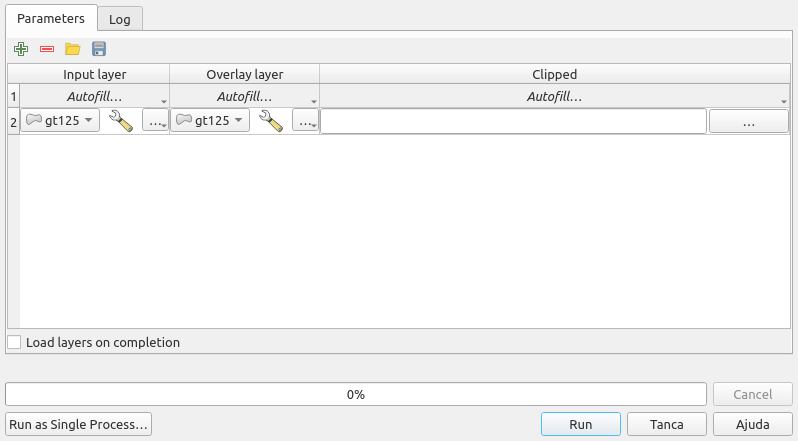 Parameters Log
Input layer Overlay layer Clipped
1 Autofill... Autofill... Autofill...
2 gt125 ... gt125 ... ...
Load layers on completion
0% Cancel
Run as Single Process... Run Tanca Ajuda